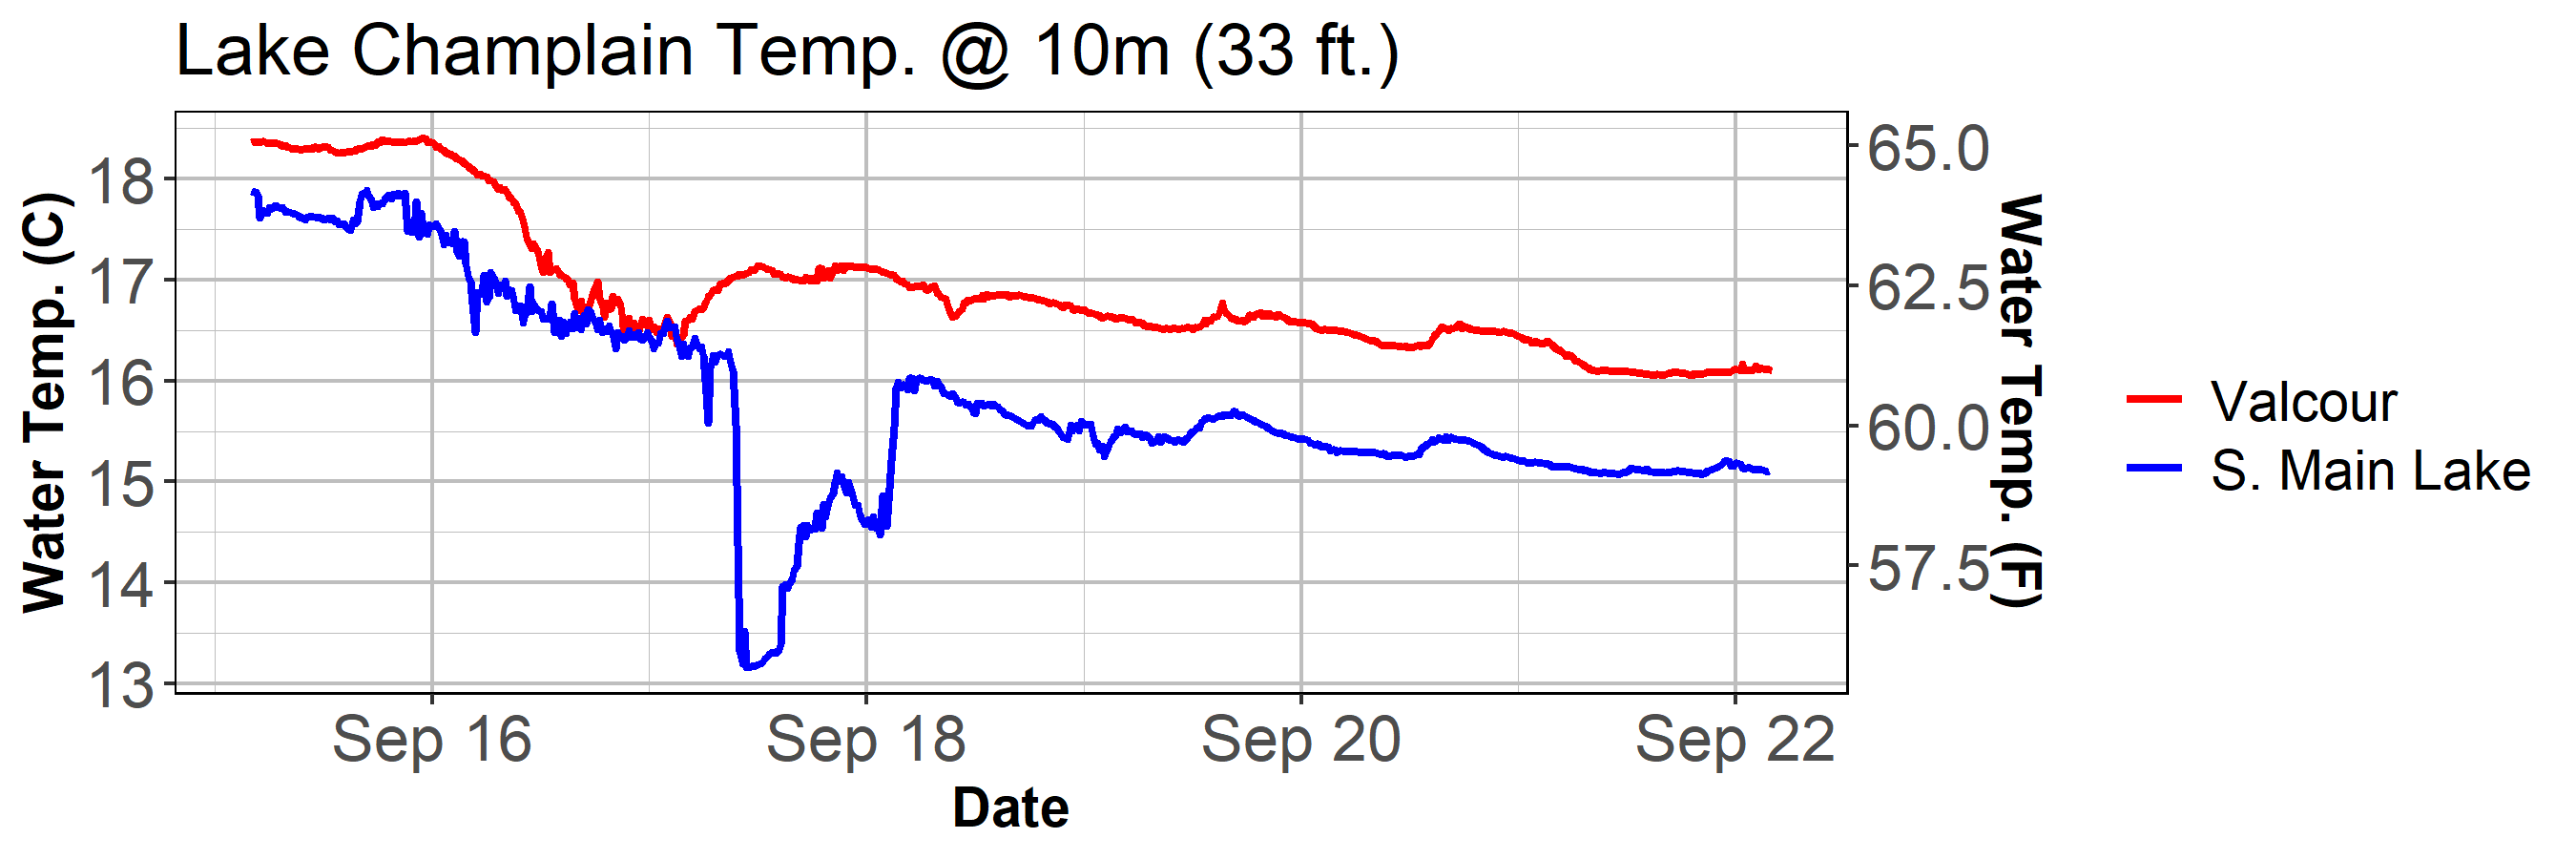 Lake Champlain Temp. @ 10m (33 ft.)
Water Temp. (C)
18
17
16
15
14
13
65.0
62.5
60.0
57.5
Water Temp. (F)
Sep 16
Sep 18
Sep 20
Sep 22
Date
Valcour
S. Main Lake